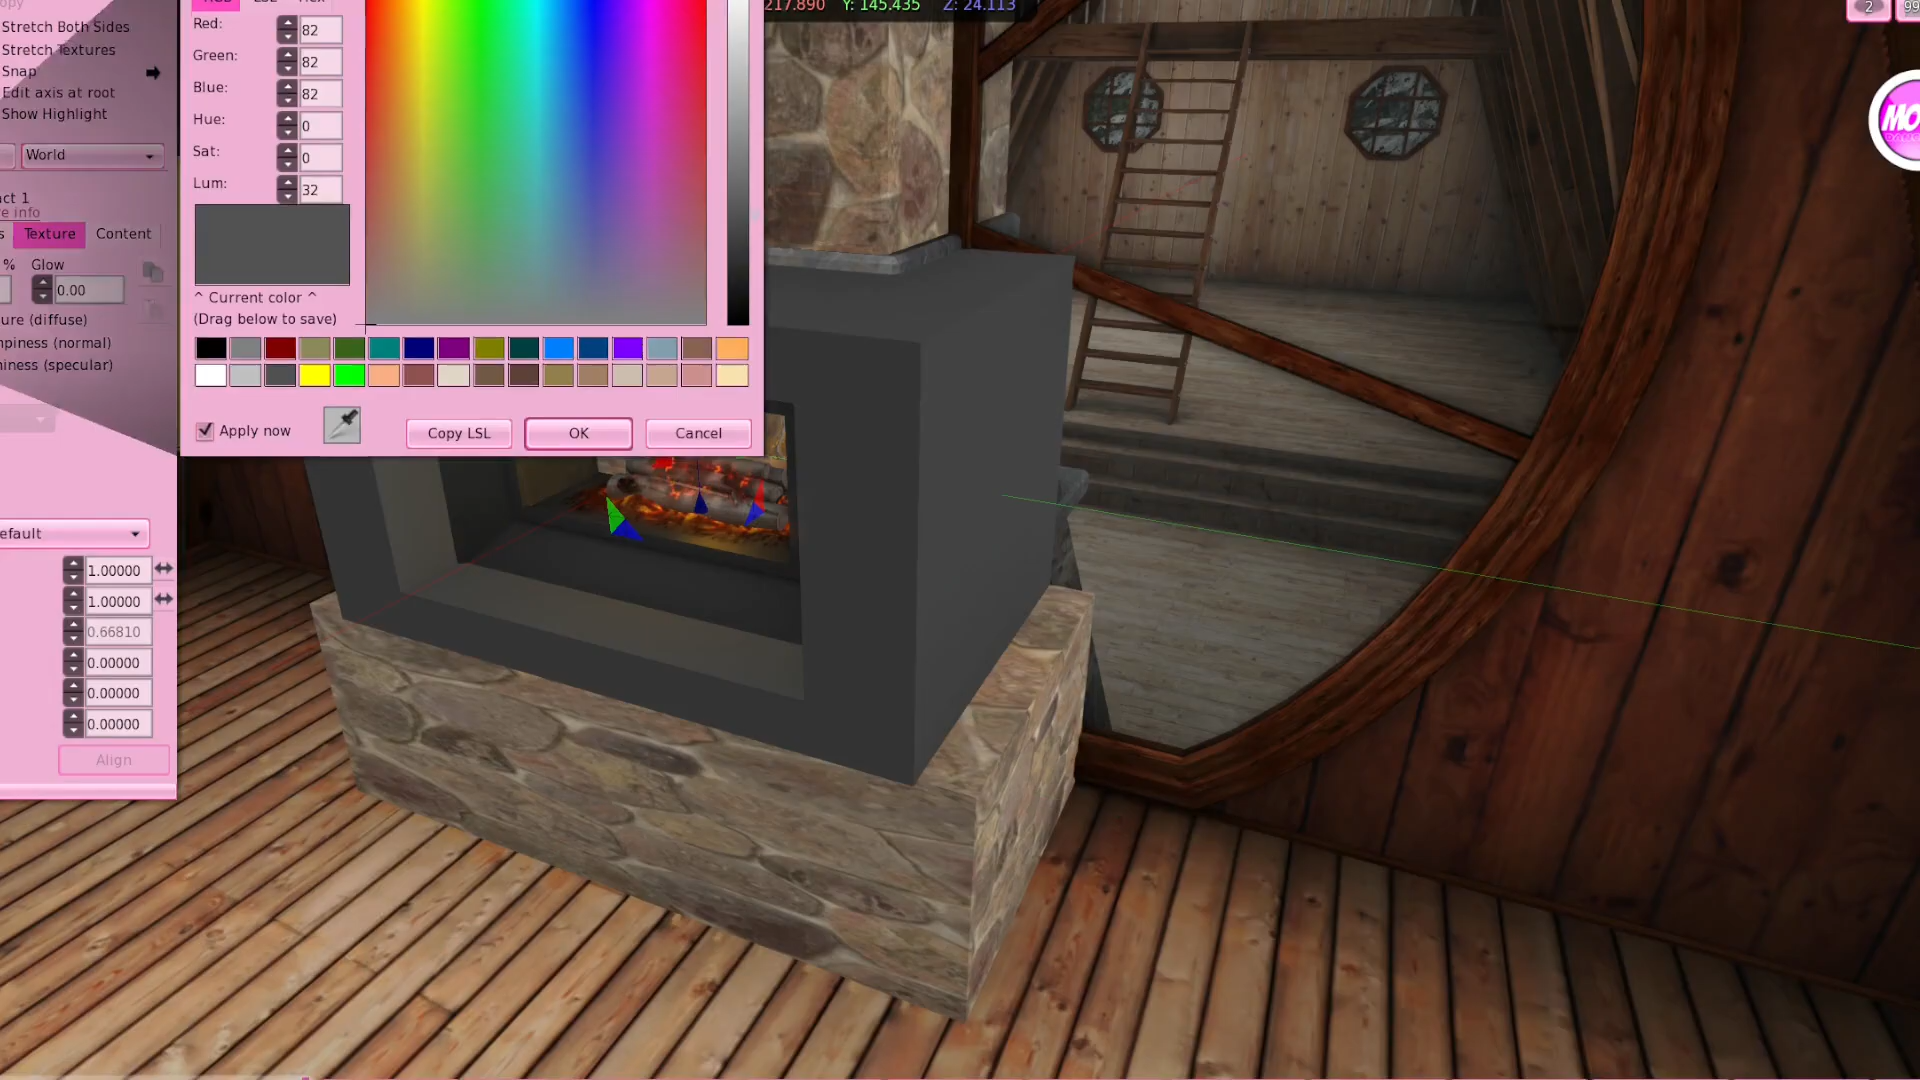 217.890 Y: 145.435 Z: 24.113
2
99
Stretch Both Sides
Stretch Textures
Snap
Edit axis at root
Show Highlight
World
Texture
Content
%
Glow
0.00
(diffuse)
(normal)
(specular)
1.00000
1.00000
0.66810
0.00000
0.00000
0.00000
Align
Red: 82
Green: 82
Blue: 82
Hue: 0
Sat: 0
Lum: 32
^ Current color ^
(Drag below to save)
Apply now
Copy LSL
OK
Cancel
MO